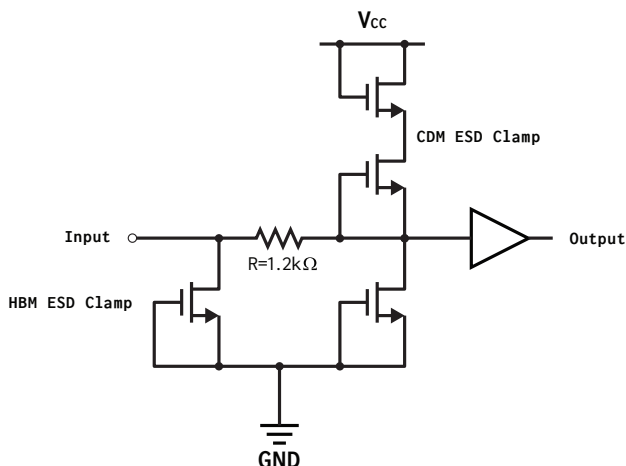 Vcc
CDM ESD Clamp
Input
R=1.2kΩ
Output
HBM ESD Clamp
GND